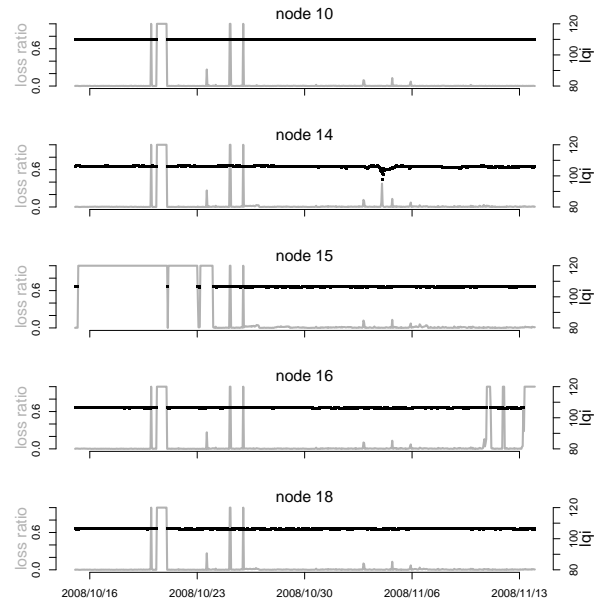 node 10
loss ratio
0.0 0.6
80 100 120
lqi
node 14
loss ratio
0.0 0.6
80 100 120
lqi
node 15
loss ratio
0.0 0.6
80 100 120
lqi
node 16
loss ratio
0.0 0.6
80 100 120
lqi
node 18
loss ratio
0.0 0.6
80 100 120
lqi
2008/10/16 2008/10/23 2008/10/30 2008/11/06 2008/11/13